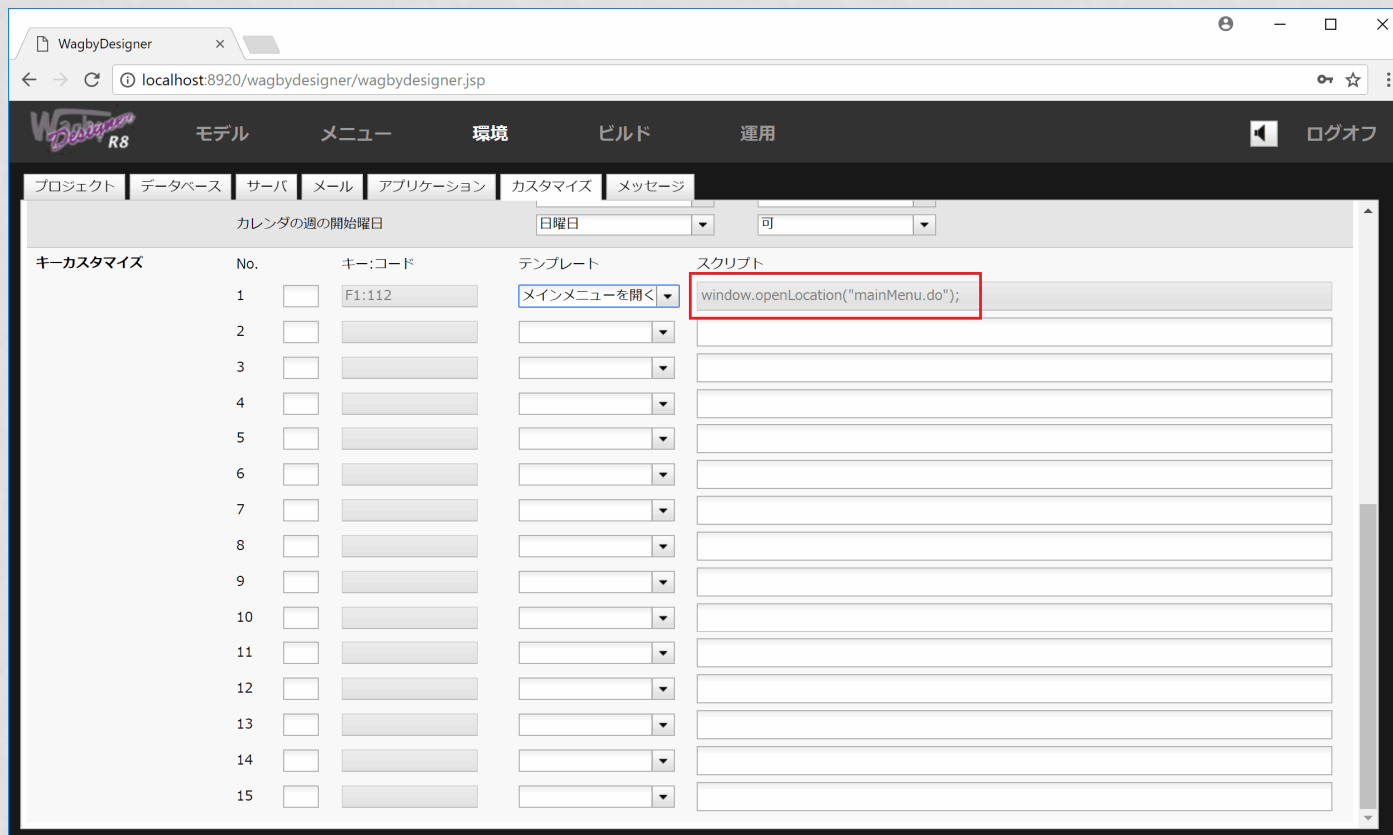 WagbyDesigner
localhost:8920/wagbydesigner/wagbydesigner.jsp
Wagby Designer R8 モデル メニュー 環境 ビルド 運用 ログオフ
プロジェクト データベース サーバ メール アプリケーション カスタマイズ メッセージ
カレンダの週の開始曜日 日曜日 可
キーカスタマイズ No. キー:コード テンプレート スクリプト
1 F1:112 メインメニューを開く window.openLocation("mainMenu.do");
2
3
4
5
6
7
8
9
10
11
12
13
14
15